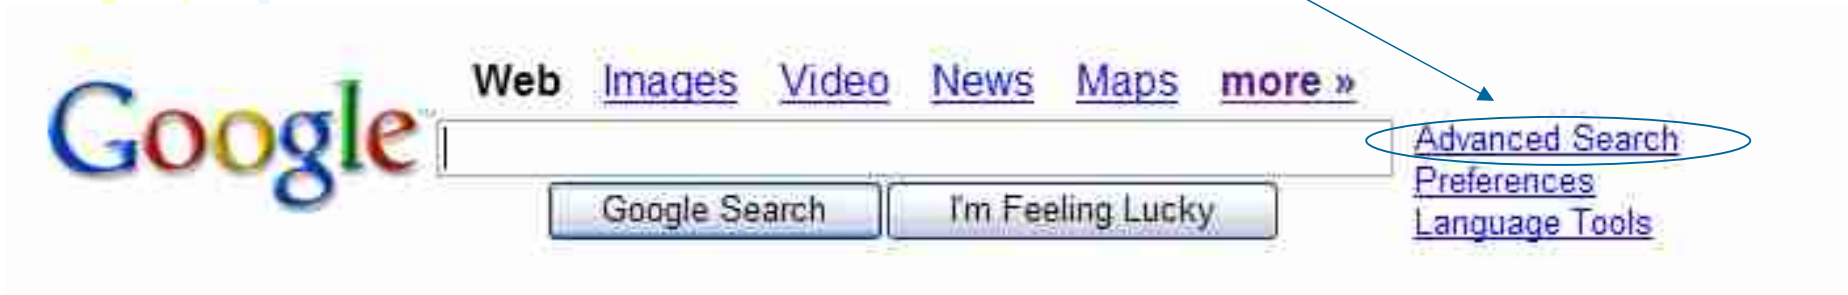 Web Images Video News Maps more »
Google
Advanced Search
Preferences
Google Search I'm Feeling Lucky
Language Tools